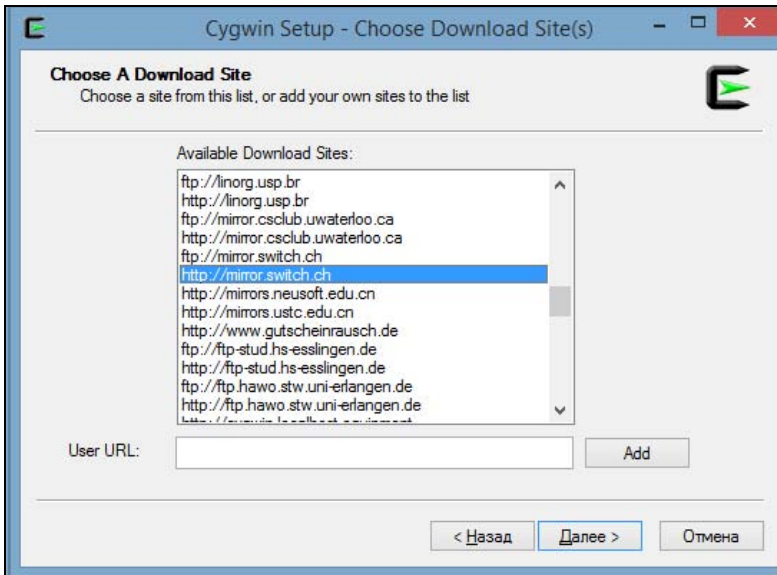 Cygwin Setup - Choose Download Site(s)
Choose A Download Site
Choose a site from this list, or add your own sites to the list
Available Download Sites:
ftp://linorg.usp.br
http://linorg.usp.br
ftp://mirror.csclub.uwaterloo.ca
http://mirror.csclub.uwaterloo.ca
ftp://mirror.switch.ch
http://mirror.switch.ch
http://mirrors.neusoft.edu.cn
http://mirrors.ustc.edu.cn
http://www.gutscheinrausch.de
ftp://ftp-stud.hs-esslingen.de
http://ftp-stud.hs-esslingen.de
ftp://ftp.hawo.stw.uni-erlangen.de
http://ftp.hawo.stw.uni-erlangen.de
User URL:
Add
< Назад
Далее >
Отмена